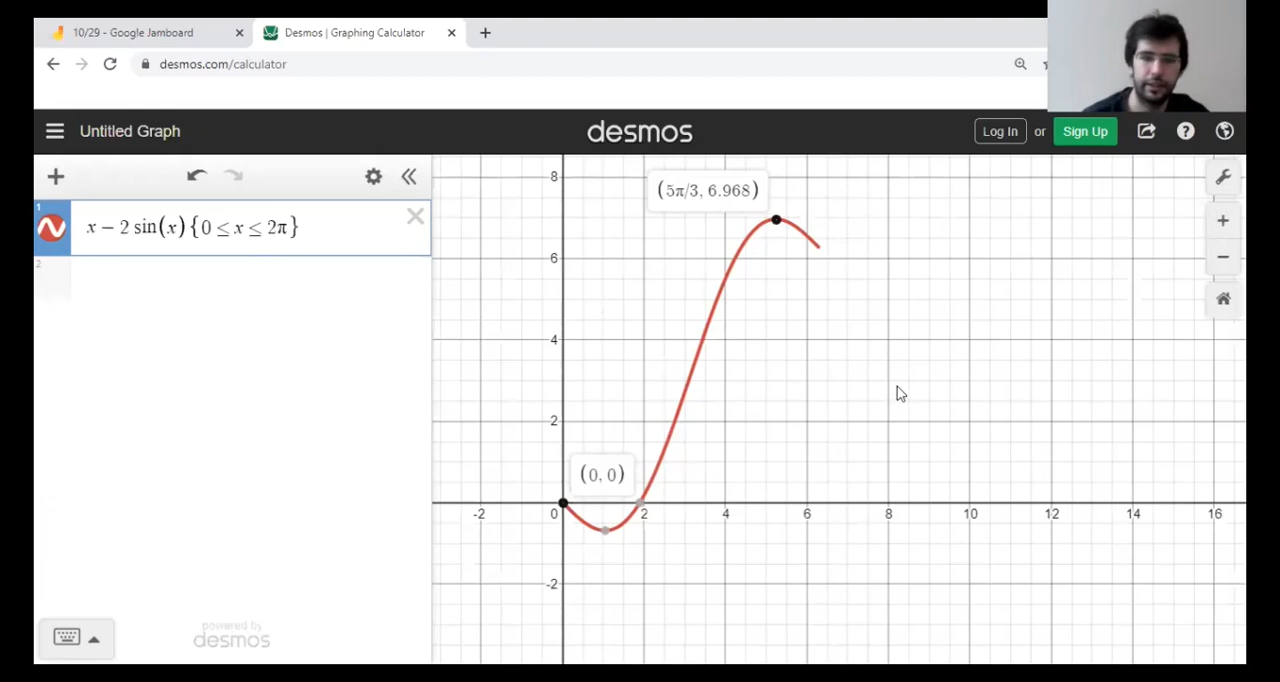 10/29 - Google Jamboard
Desmos | Graphing Calculator
desmos.com/calculator
Untitled Graph
desmos
Log In or Sign Up
1
x − 2 sin(x) {0 ≤ x ≤ 2π}
2
(5π/3, 6.968)
(0, 0)
8
6
4
2
-2
-2 0 2 4 6 8 10 12 14 16
powered by
desmos